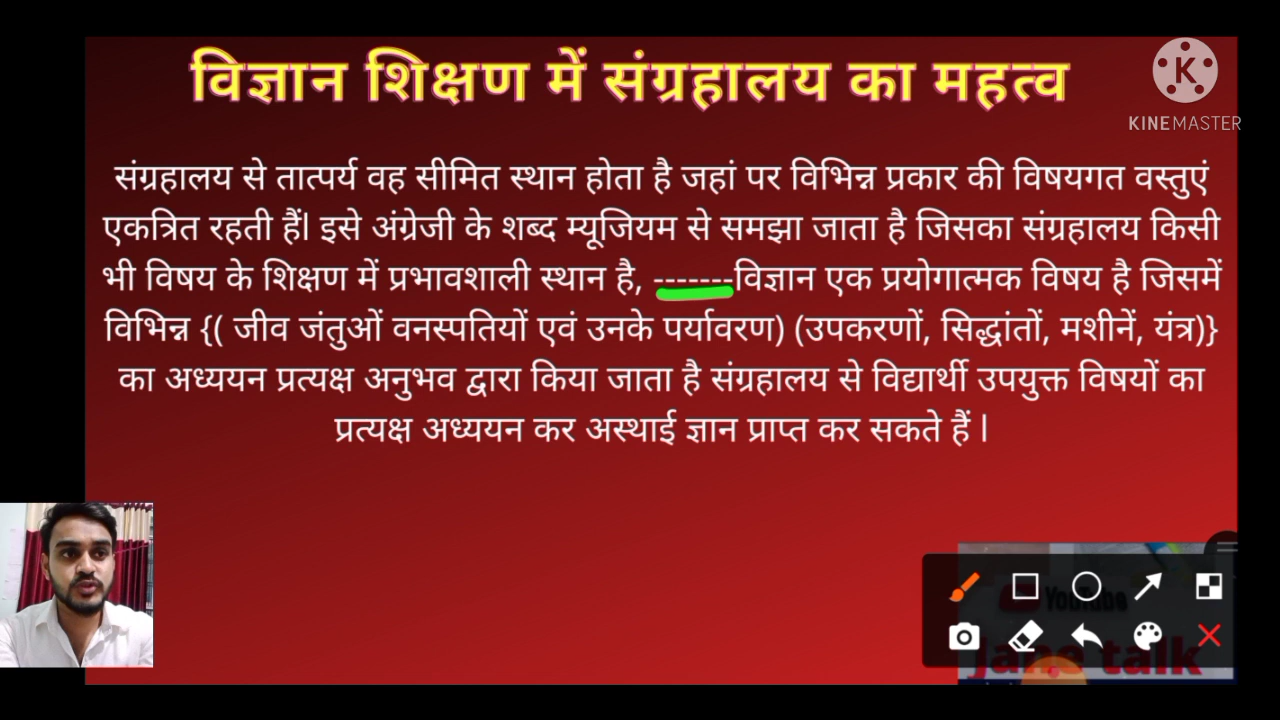 विज्ञान शिक्षण में संग्रहालय का महत्व
KINEMASTER
संग्रहालय से तात्पर्य वह सीमित स्थान होता है जहां पर विभिन्न प्रकार की विषयगत वस्तुएं
एकत्रित रहती हैं। इसे अंग्रेजी के शब्द म्यूजियम से समझा जाता है जिसका संग्रहालय किसी
भी विषय के शिक्षण में प्रभावशाली स्थान है, -------विज्ञान एक प्रयोगात्मक विषय है जिसमें
विभिन्न {( जीव जंतुओं वनस्पतियों एवं उनके पर्यावरण) (उपकरणों, सिद्धांतों, मशीनें, यंत्र)}
का अध्ययन प्रत्यक्ष अनुभव द्वारा किया जाता है संग्रहालय से विद्यार्थी उपयुक्त विषयों का
प्रत्यक्ष अध्ययन कर अस्थाई ज्ञान प्राप्त कर सकते हैं ।
YouTube
talk